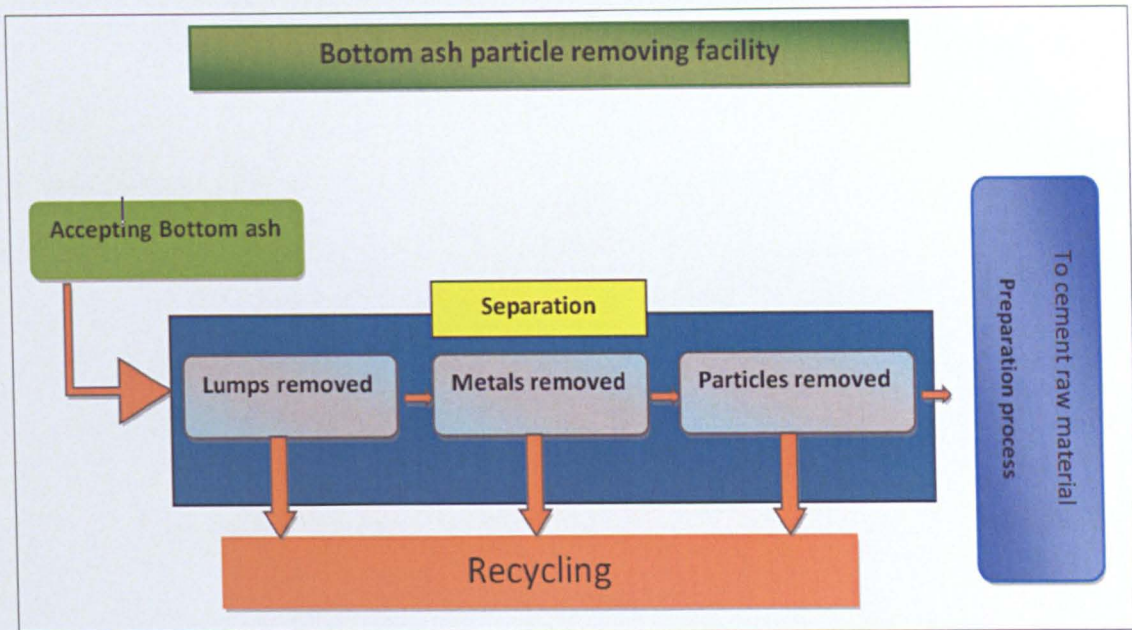 Bottom ash particle removing facility
Accepting Bottom ash
Separation
Lumps removed
Metals removed
Particles removed
Recycling
To cement raw material
Preparation process